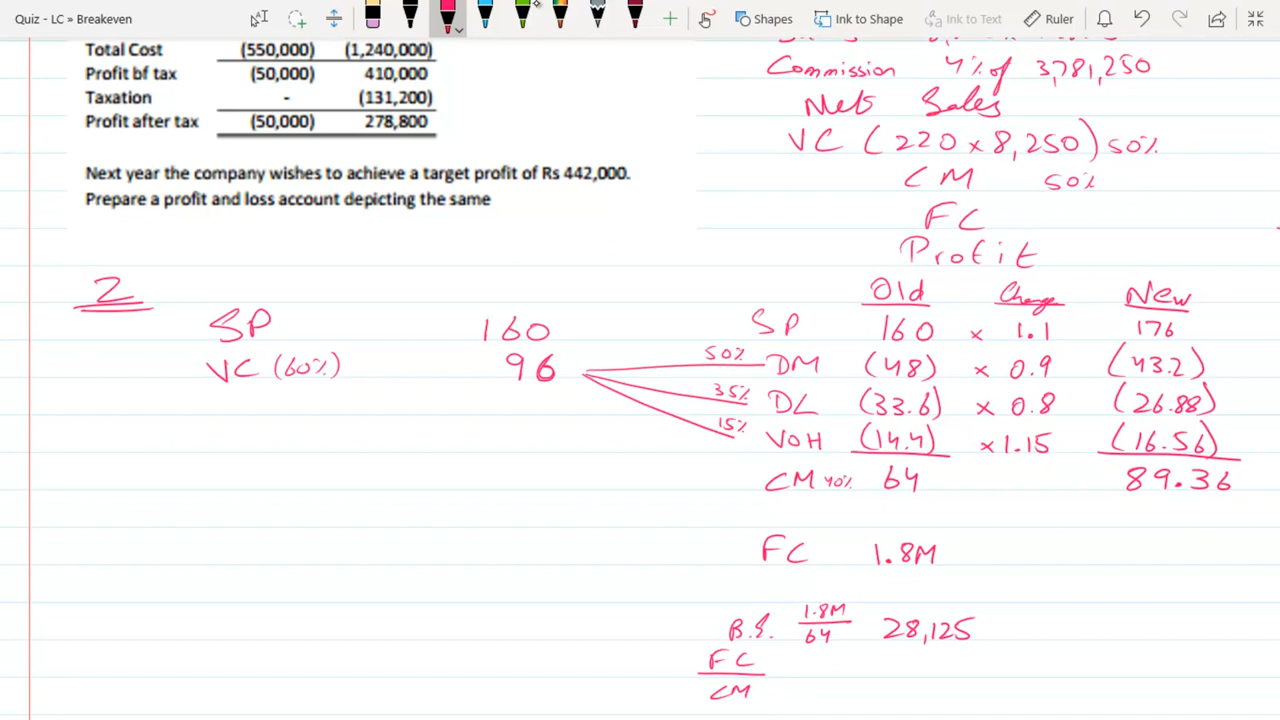 Quiz - LC » Breakeven
Shapes
Ink to Shape
Ink to Text
Ruler
Total Cost (550,000) (1,240,000)
Profit bf tax (50,000) 410,000
Taxation - (131,200)
Profit after tax (50,000) 278,800
Next year the company wishes to achieve a target profit of Rs 442,000.
Prepare a profit and loss account depicting the same
Commission 4% of 3,781,250
Net Sales
VC (220 x 8,250) 50%
CM 50%
FC
Profit
2
SP 160
VC (60%) 96
Old Change New
SP 160 x 1.1 176
50% DM (48) x 0.9 (43.2)
35% DL (33.6) x 0.8 (26.88)
15% VOH (14.4) x 1.15 (16.56)
CM 40% 64 89.36
FC 1.8M
B.S. 1.8M/64 28,125
FC
CM